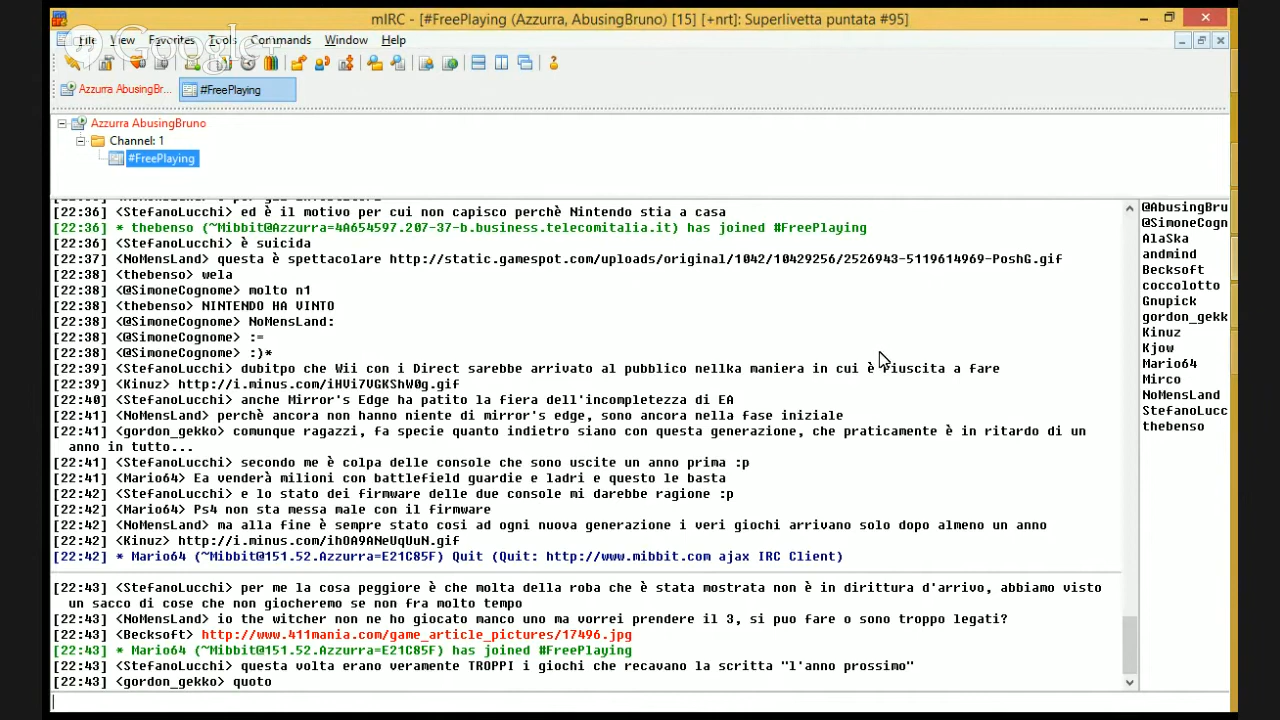 mIRC - [#FreePlaying (Azzurra, AbusingBruno) [15] [+nrt]: Superlivetta puntata #95]
File View Favorites Tools Commands Window Help
Google+
Azzurra AbusingBr... #FreePlaying
Azzurra AbusingBruno
Channel: 1
#FreePlaying
[22:36] <StefanoLucchi> ed è il motivo per cui non capisco perchè Nintendo stia a casa
[22:36] * thebenso (~Mibbit@Azzurra=4A654597.207-37-b.business.telecomitalia.it) has joined #FreePlaying
[22:36] <StefanoLucchi> è suicida
[22:37] <NoMensLand> questa è spettacolare http://static.gamespot.com/uploads/original/1042/10429256/2526943-5119614969-PoshG.gif
[22:38] <thebenso> wela
[22:38] <@SimoneCognome> molto n1
[22:38] <thebenso> NINTENDO HA VINTO
[22:38] <@SimoneCognome> NoMensLand:
[22:38] <@SimoneCognome> :=
[22:38] <@SimoneCognome> :)*
[22:39] <StefanoLucchi> dubitpo che Wii con i Direct sarebbe arrivato al pubblico nellka maniera in cui è riuscita a fare
[22:39] <Kinuz> http://i.minus.com/iHVi7VGKShW0g.gif
[22:40] <StefanoLucchi> anche Mirror's Edge ha patito la fiera dell'incompletezza di EA
[22:41] <NoMensLand> perchè ancora non hanno niente di mirror's edge, sono ancora nella fase iniziale
[22:41] <gordon_gekko> comunque ragazzi, fa specie quanto indietro siano con questa generazione, che praticamente è in ritardo di un
anno in tutto...
[22:41] <StefanoLucchi> secondo me è colpa delle console che sono uscite un anno prima :p
[22:41] <Mario64> Ea venderà milioni con battlefield guardie e ladri e questo le basta
[22:42] <StefanoLucchi> e lo stato dei firmware delle due console mi darebbe ragione :p
[22:42] <Mario64> Ps4 non sta messa male con il firmware
[22:42] <NoMensLand> ma alla fine è sempre stato cosi ad ogni nuova generazione i veri giochi arrivano solo dopo almeno un anno
[22:42] <Kinuz> http://i.minus.com/ihOA9ANeUqUuN.gif
[22:42] * Mario64 (~Mibbit@151.52.Azzurra=E21C85F) Quit (Quit: http://www.mibbit.com ajax IRC Client)
[22:43] <StefanoLucchi> per me la cosa peggiore è che molta della roba che è stata mostrata non è in dirittura d'arrivo, abbiamo visto
un sacco di cose che non giocheremo se non fra molto tempo
[22:43] <NoMensLand> io the witcher non ne ho giocato manco uno ma vorrei prendere il 3, si puo fare o sono troppo legati?
[22:43] <Becksoft> http://www.411mania.com/game_article_pictures/17496.jpg
[22:43] * Mario64 (~Mibbit@151.52.Azzurra=E21C85F) has joined #FreePlaying
[22:43] <StefanoLucchi> questa volta erano veramente TROPPI i giochi che recavano la scritta "l'anno prossimo"
[22:43] <gordon_gekko> quoto
@AbusingBru
@SimoneCogn
AlaSka
andmind
Becksoft
coccolotto
Gnupick
gordon_gekk
Kinuz
Kjow
Mario64
Mirco
NoMensLand
StefanoLucc
thebenso